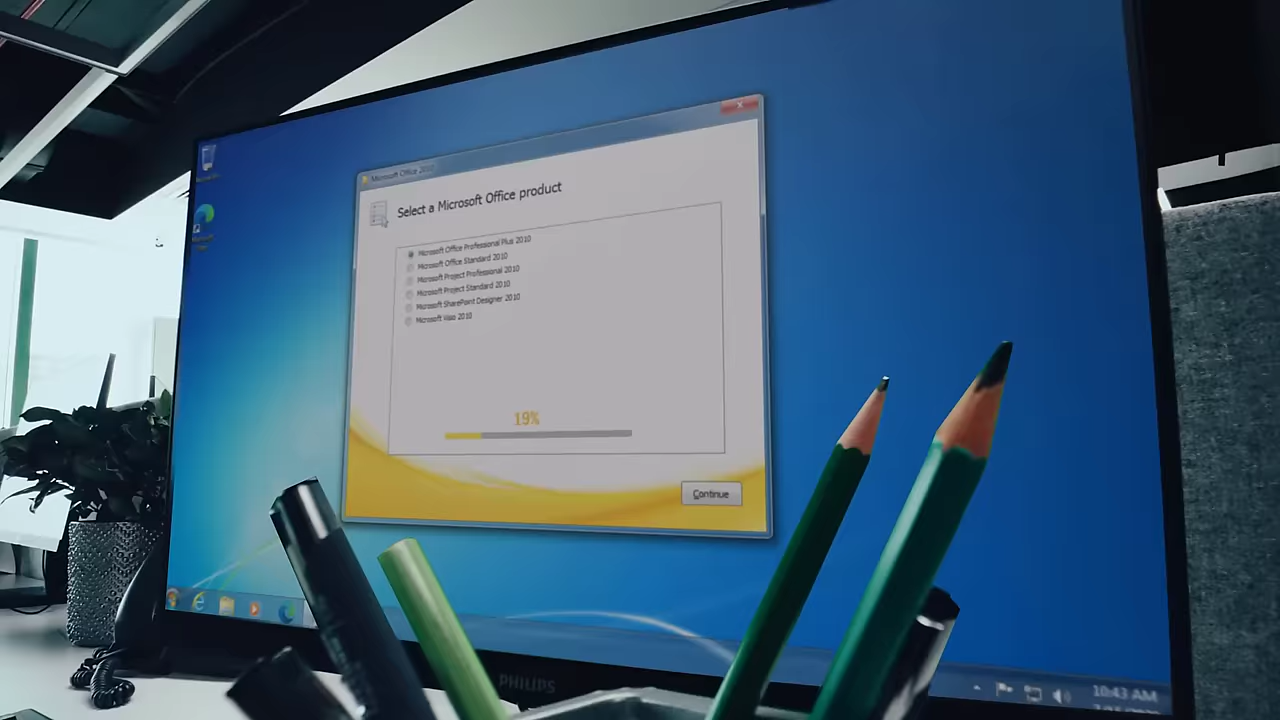 Microsoft Office 2010
Select a Microsoft Office product
Microsoft Office Professional Plus 2010
Microsoft Office Standard 2010
Microsoft Project Professional 2010
Microsoft Project Standard 2010
Microsoft SharePoint Designer 2010
Microsoft Visio 2010
19%
Continue
PHILIPS
10:43 AM